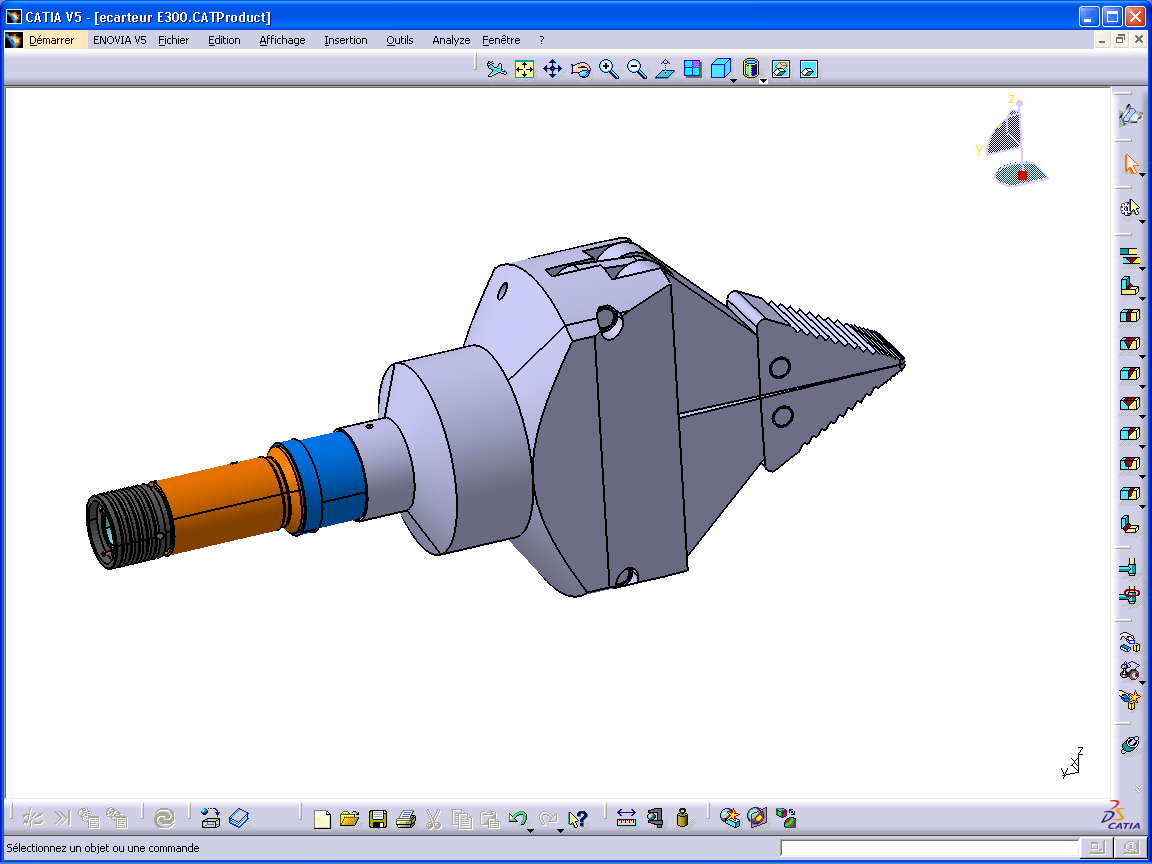 CATIA V5 - [ecarteur E300.CATProduct]
Démarrer ENOVIA V5 Fichier Edition Affichage Insertion Outils Analyze Fenêtre ?
z
y
z
x
y
DS
CATIA
Sélectionnez un objet ou une commande